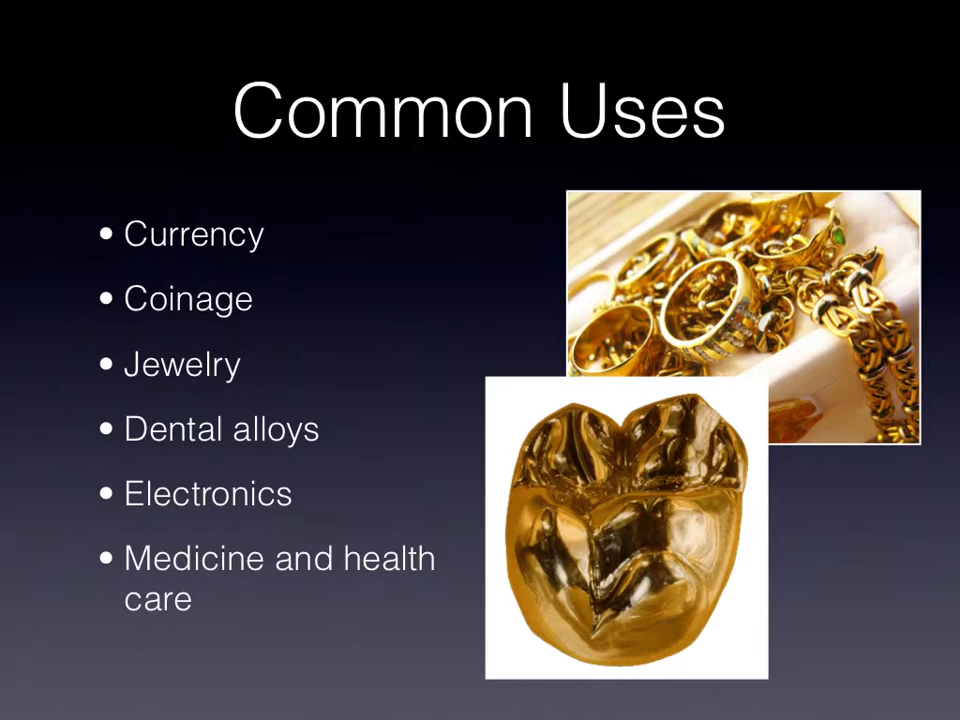 Common Uses
• Currency
• Coinage
• Jewelry
• Dental alloys
• Electronics
• Medicine and health
care